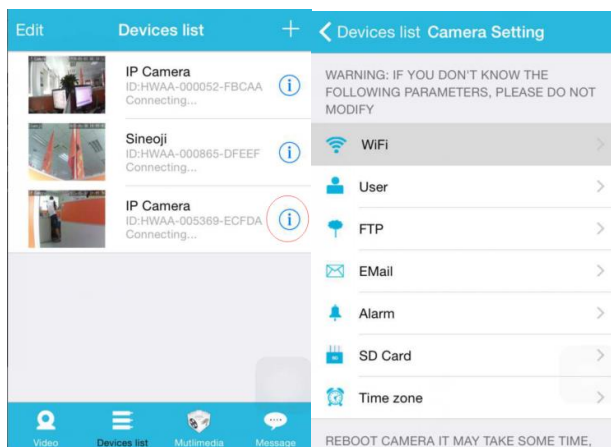 Edit Devices list +
IP Camera
ID:HWAA-000052-FBCAA
Connecting...
Sineoji
ID:HWAA-000865-DFEEF
Connecting...
IP Camera
ID:HWAA-005369-ECFDA
Connecting...
Video Devices list Mutlimedia Message
Devices list Camera Setting
WARNING: IF YOU DON'T KNOW THE
FOLLOWING PARAMETERS, PLEASE DO NOT
MODIFY
WiFi
User
FTP
EMail
Alarm
SD Card
Time zone
REBOOT CAMERA IT MAY TAKE SOME TIME,